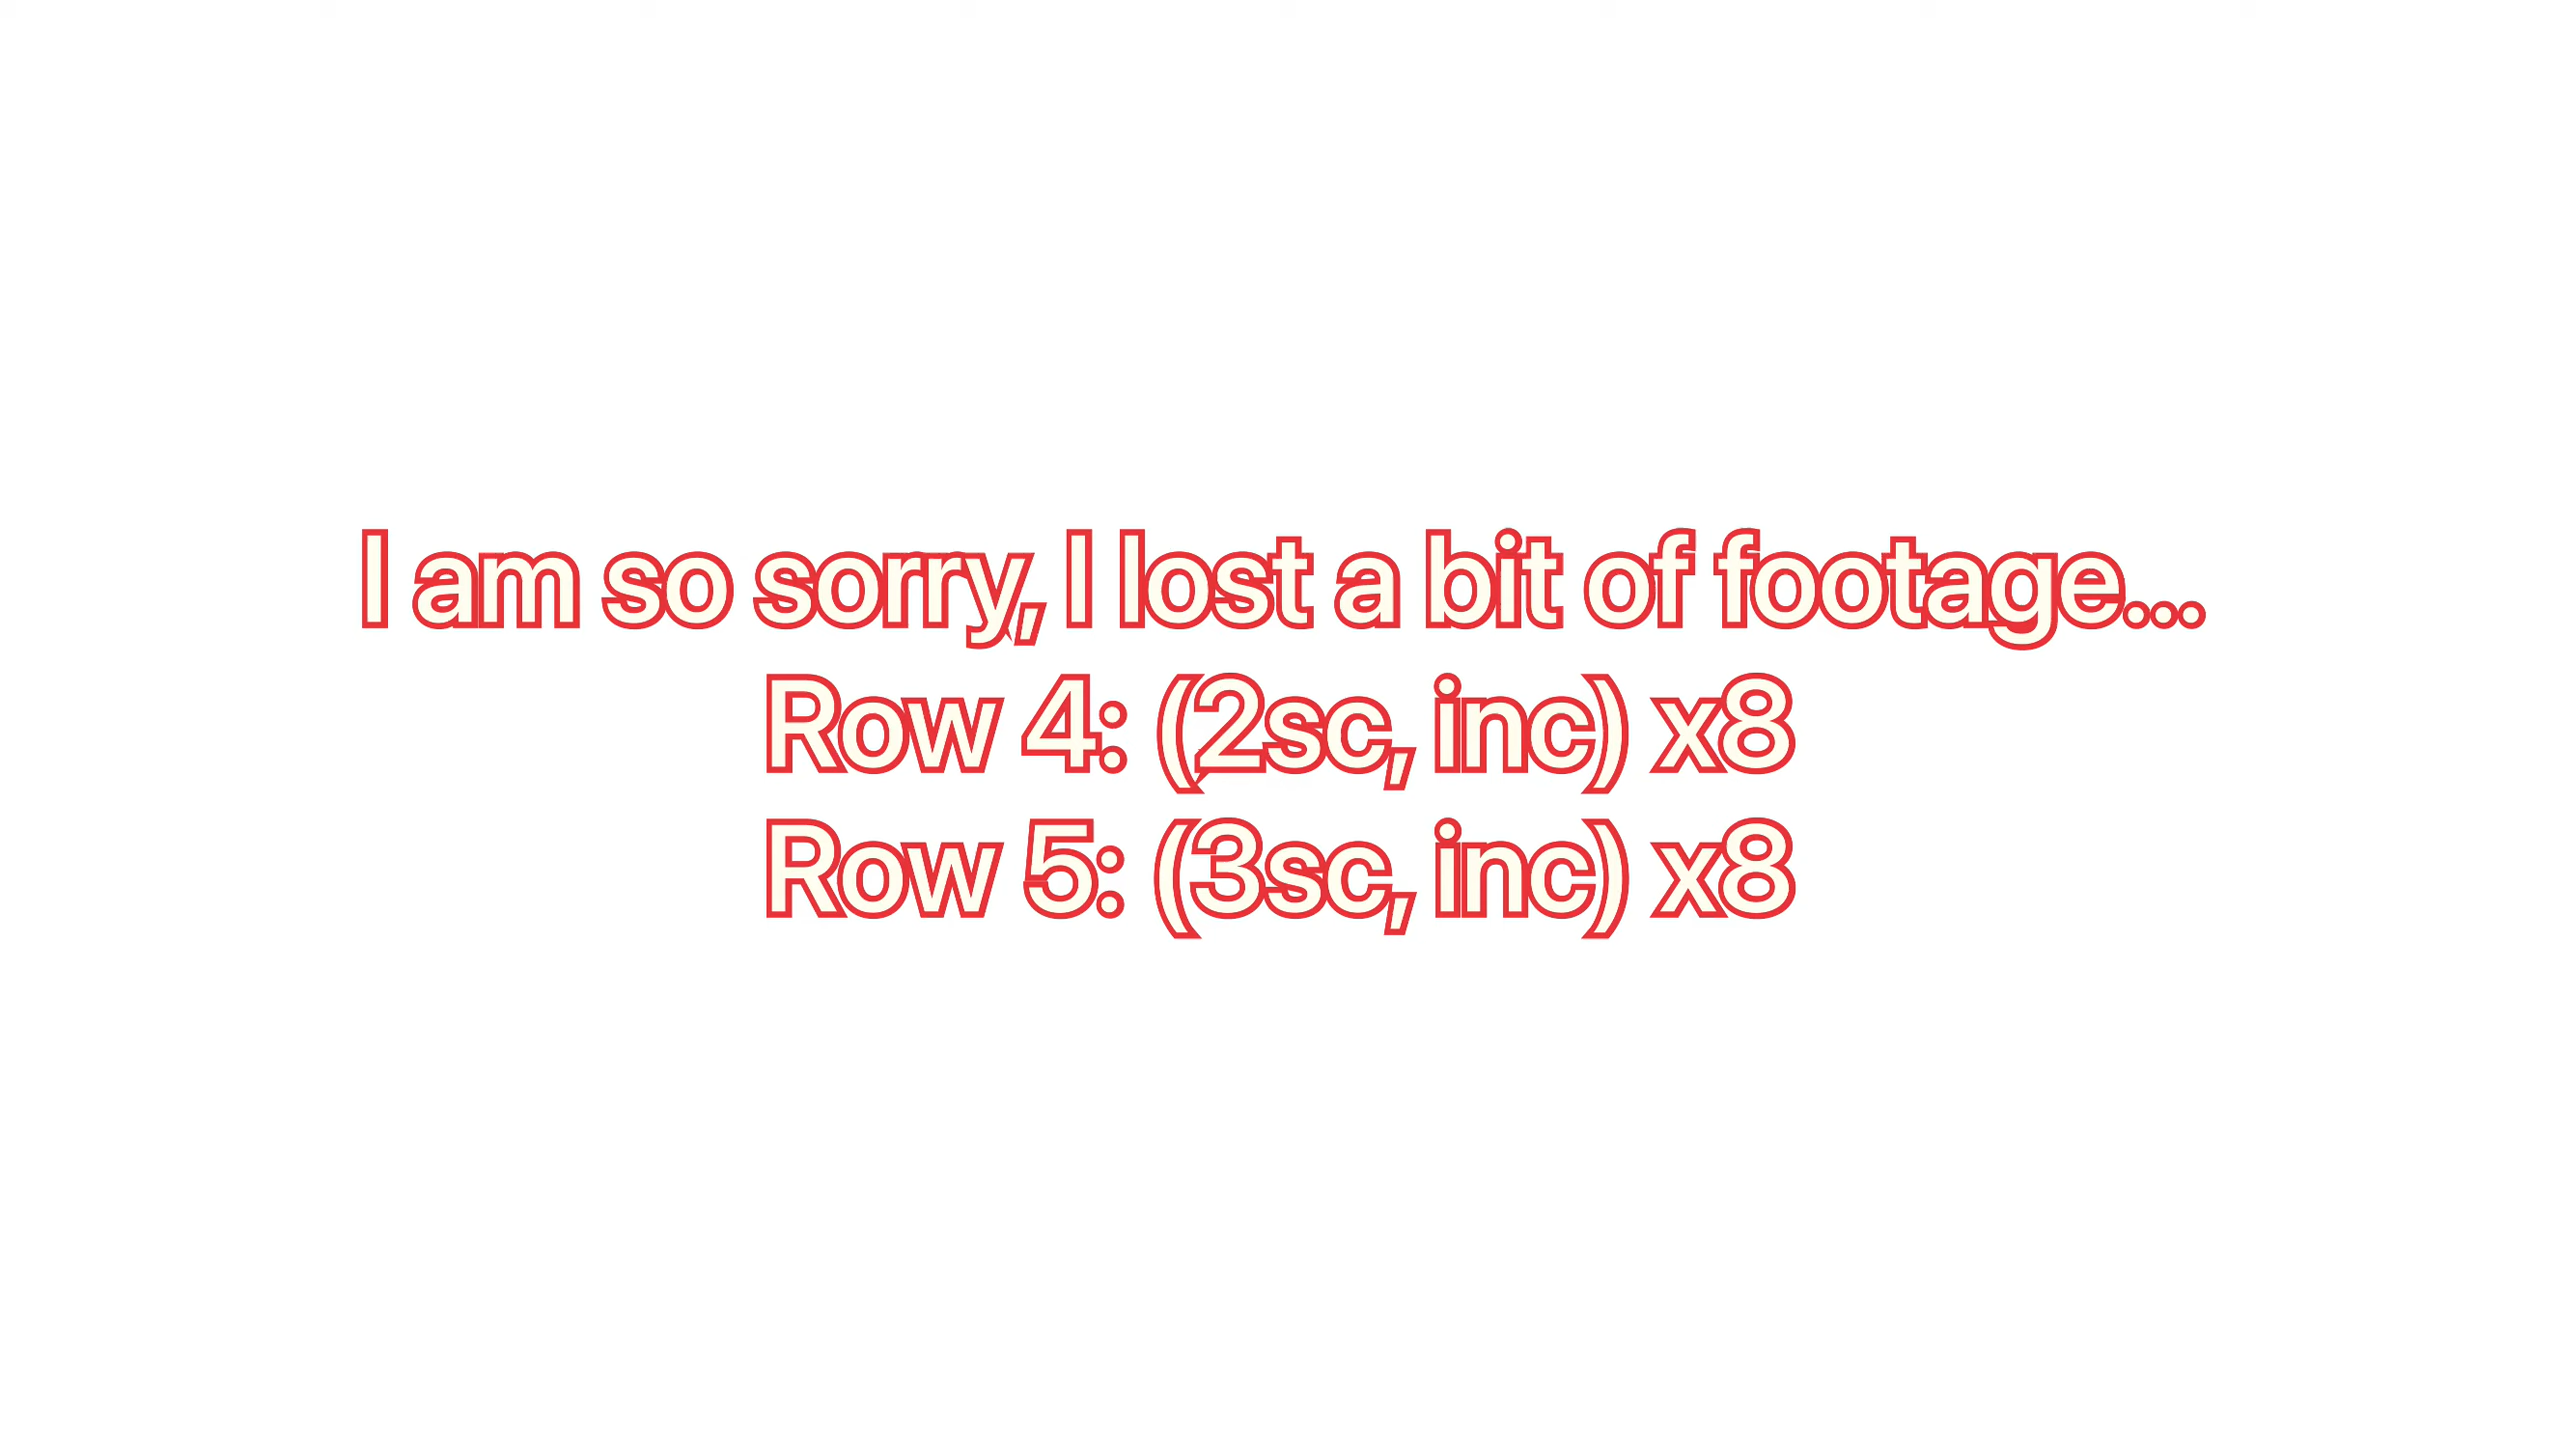 I am so sorry, I lost a bit of footage...
Row 4: (2sc, inc) x8
Row 5: (3sc, inc) x8